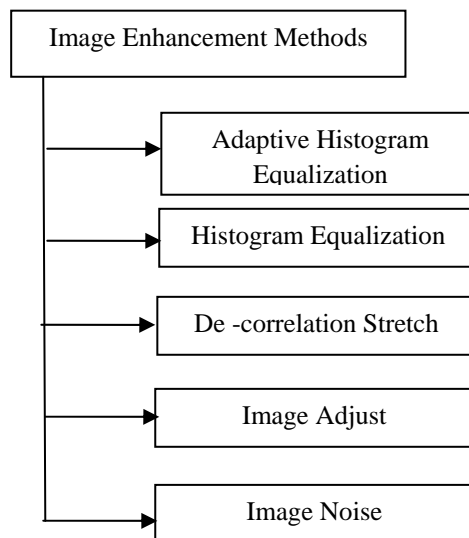 Image Enhancement Methods
Adaptive Histogram
Equalization
Histogram Equalization
De -correlation Stretch
Image Adjust
Image Noise